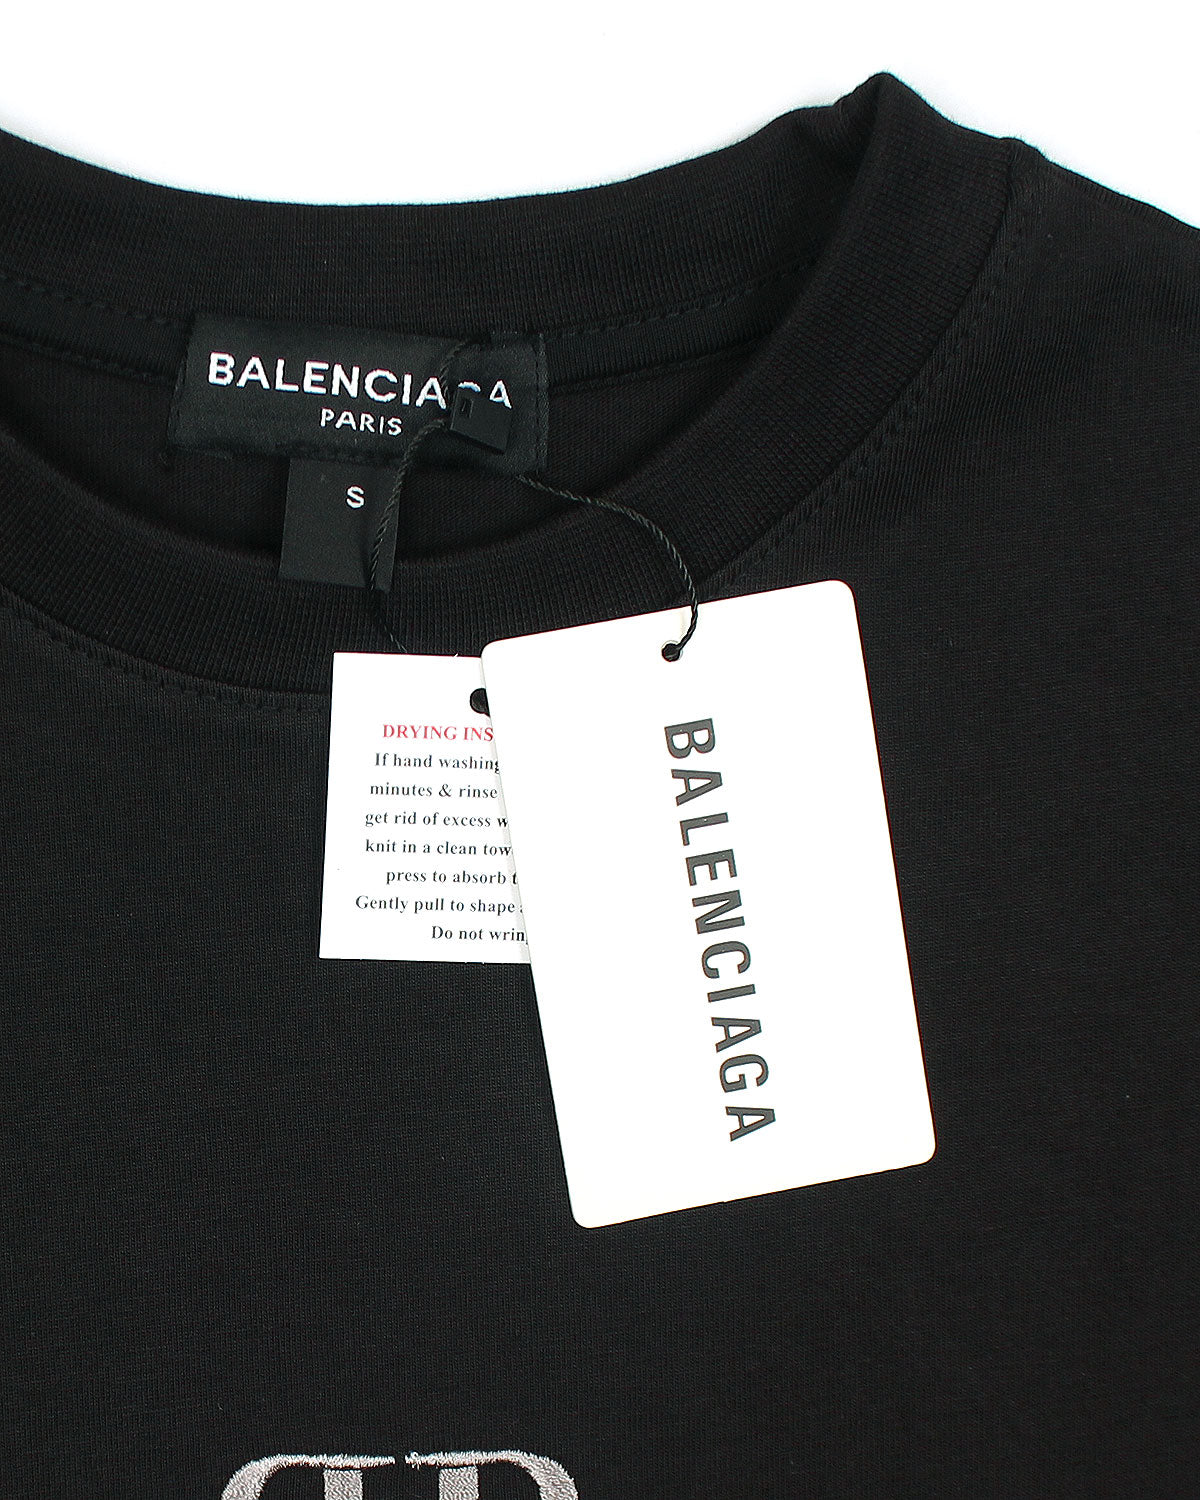 BALENCIAGA
PARIS
S
DRYING INS
If hand washing
minutes & rinse
get rid of excess w
knit in a clean tow
press to absorb t
Gently pull to shape a
Do not wring
BALENCIAGA